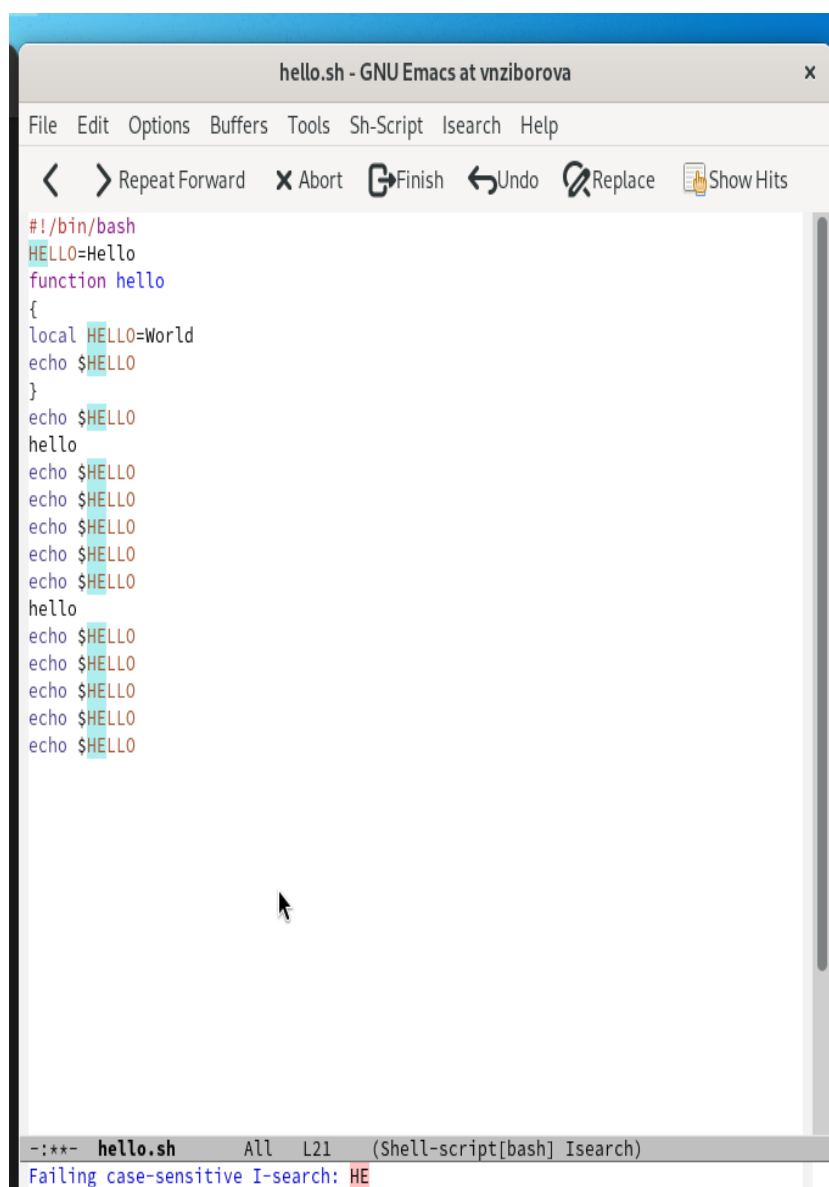 hello.sh - GNU Emacs at vnziborova x
File Edit Options Buffers Tools Sh-Script Isearch Help
Repeat Forward Abort Finish Undo Replace Show Hits
#!/bin/bash
HELLO=Hello
function hello
{
local HELLO=World
echo $HELLO
}
echo $HELLO
hello
echo $HELLO
echo $HELLO
echo $HELLO
echo $HELLO
echo $HELLO
hello
echo $HELLO
echo $HELLO
echo $HELLO
echo $HELLO
echo $HELLO
-:**- hello.sh All L21 (Shell-script[bash] Isearch)
Failing case-sensitive I-search: HE